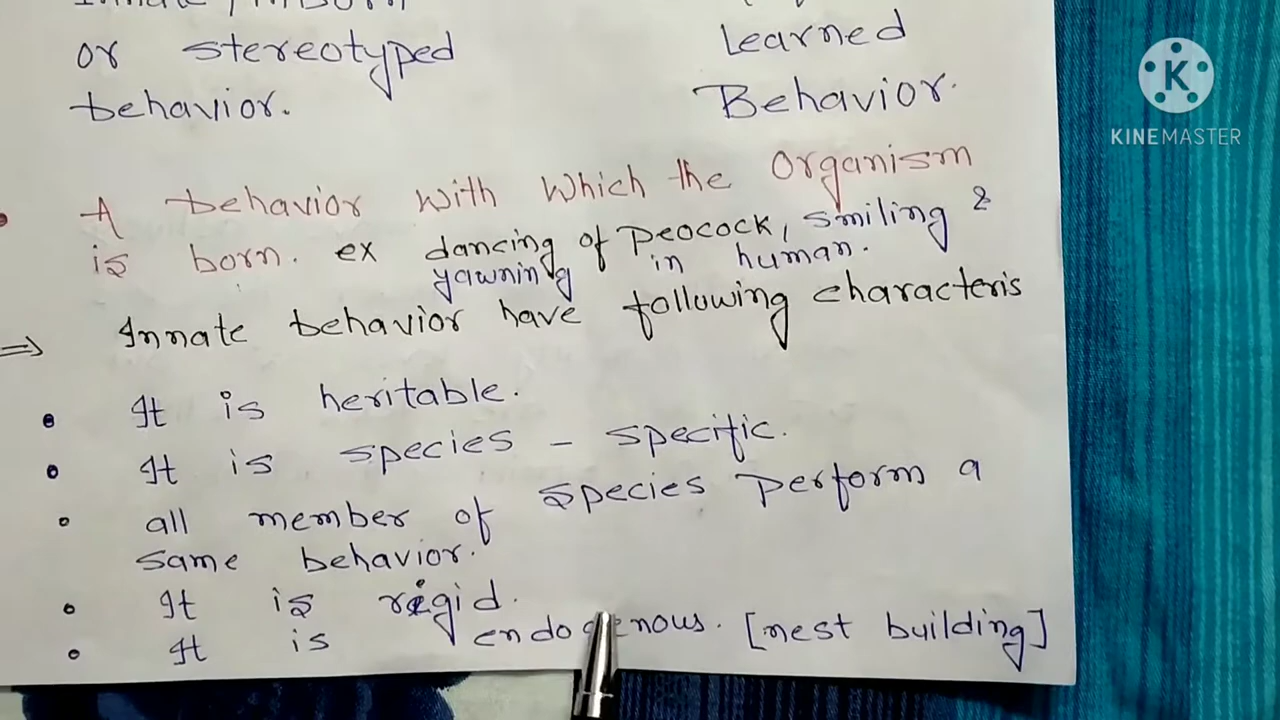 or stereotyped
behavior.
Learned
Behavior.
A behavior with which the organism
is born. ex dancing of peocock, smiling &
yawning in human.
⇒ Innate behavior have following characteris
• It is heritable.
• It is species - specific.
• all member of species perform a
same behavior.
• It is rigid.
• It is endogenous. [nest building]
K
KINEMASTER